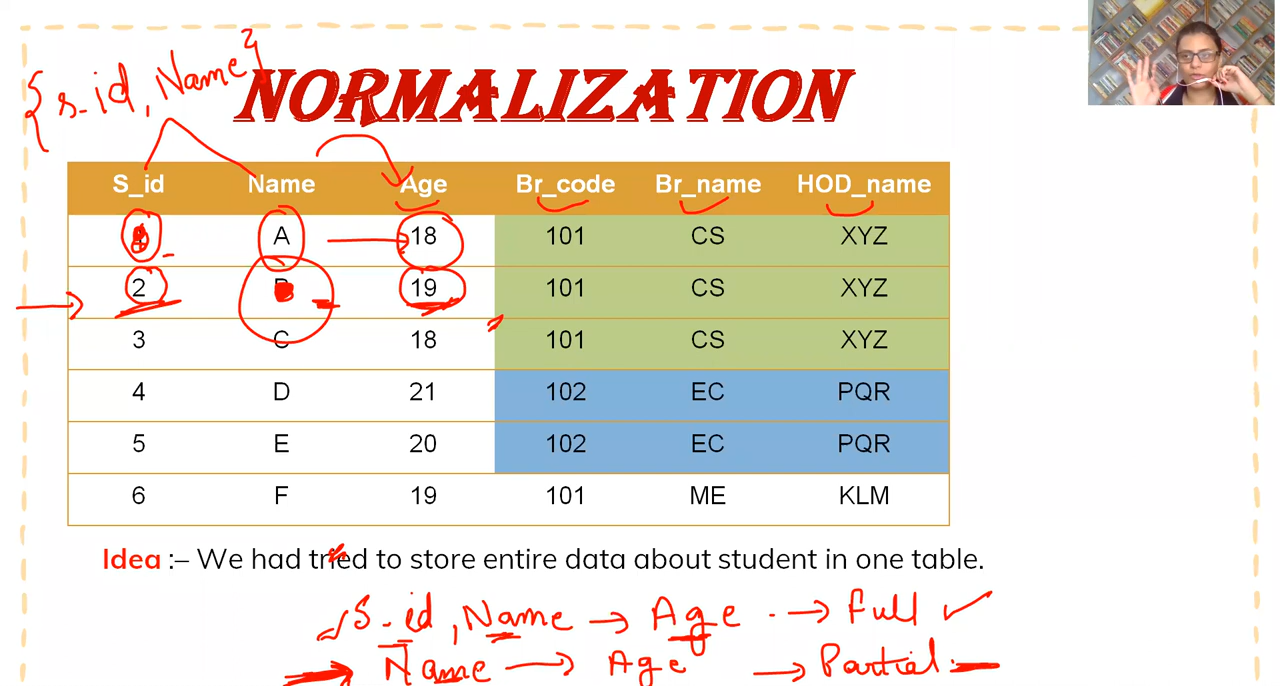 {s_id, Name}
NORMALIZATION
S_id Name Age Br_code Br_name HOD_name
A 18 101 CS XYZ
2 19 101 CS XYZ
3 C 18 101 CS XYZ
4 D 21 102 EC PQR
5 E 20 102 EC PQR
6 F 19 101 ME KLM
Idea :– We had tried to store entire data about student in one table.
S_id, Name → Age → Full ✓
Name → Age → Partial